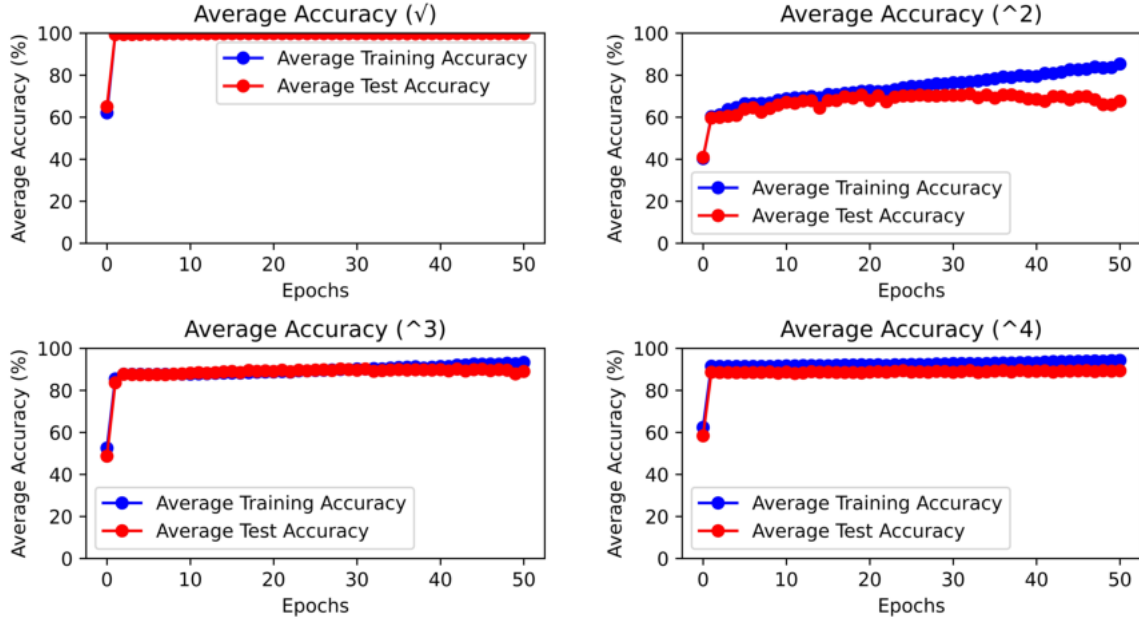 Average Accuracy (√)
Average Accuracy (%)
100
80
60
40
20
0
Average Training Accuracy
Average Test Accuracy
0 10 20 30 40 50
Epochs
Average Accuracy (^2)
Average Accuracy (%)
100
80
60
40
20
0
Average Training Accuracy
Average Test Accuracy
0 10 20 30 40 50
Epochs
Average Accuracy (^3)
Average Accuracy (%)
100
80
60
40
20
0
Average Training Accuracy
Average Test Accuracy
0 10 20 30 40 50
Epochs
Average Accuracy (^4)
Average Accuracy (%)
100
80
60
40
20
0
Average Training Accuracy
Average Test Accuracy
0 10 20 30 40 50
Epochs